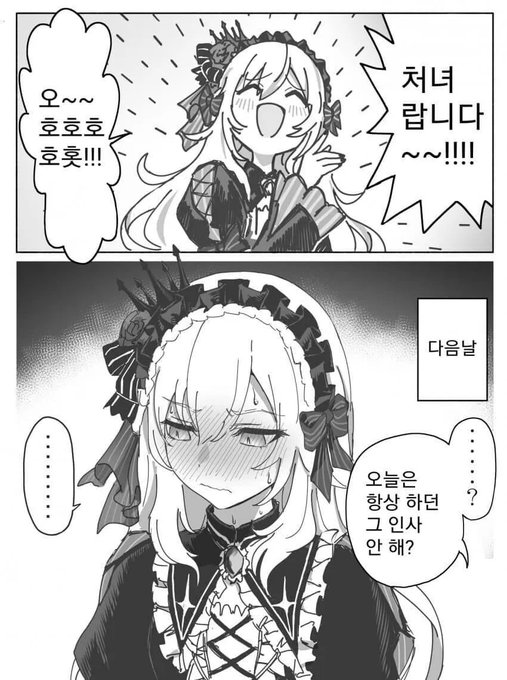 오~~
호호호
호홋!!!
처녀
랍니다
~~!!!!
다음날
· · · · · · ?
오늘은
항상 하던
그 인사
안 해?
· · · · · · · ·